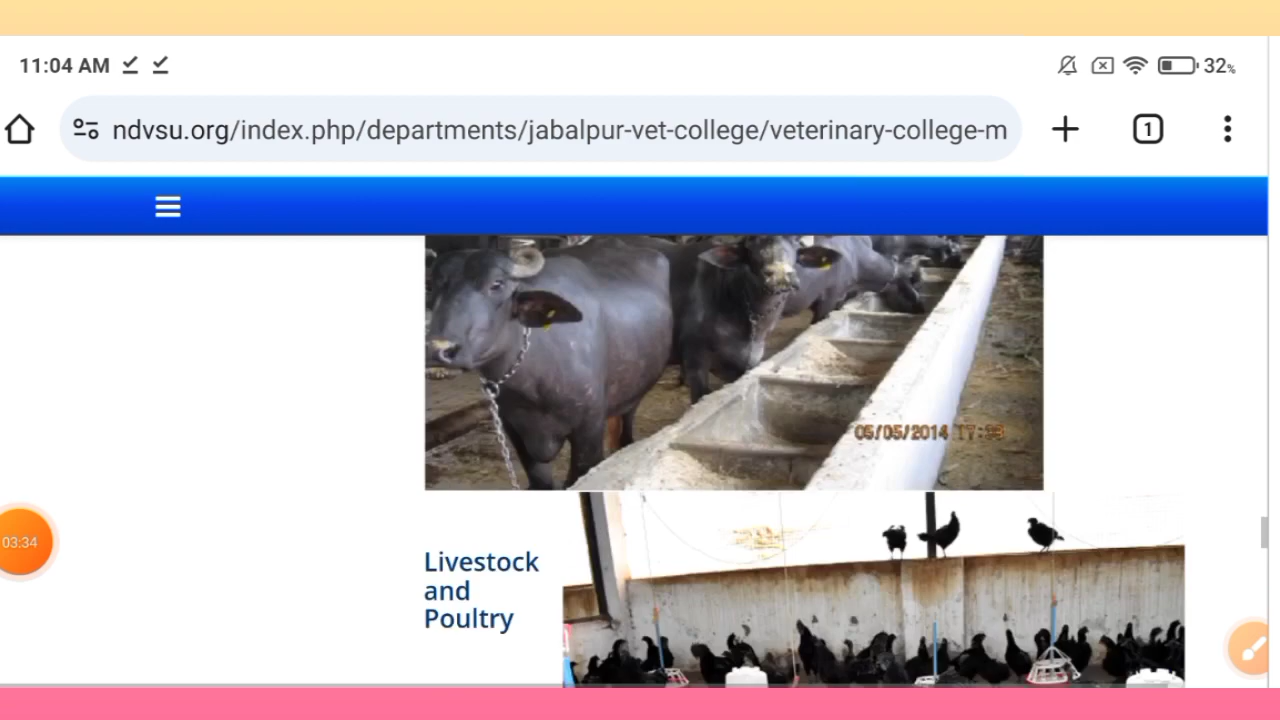 11:04 AM
32%
ndvsu.org/index.php/departments/jabalpur-vet-college/veterinary-college-m
1
05/05/2014
03:34
Livestock
and
Poultry